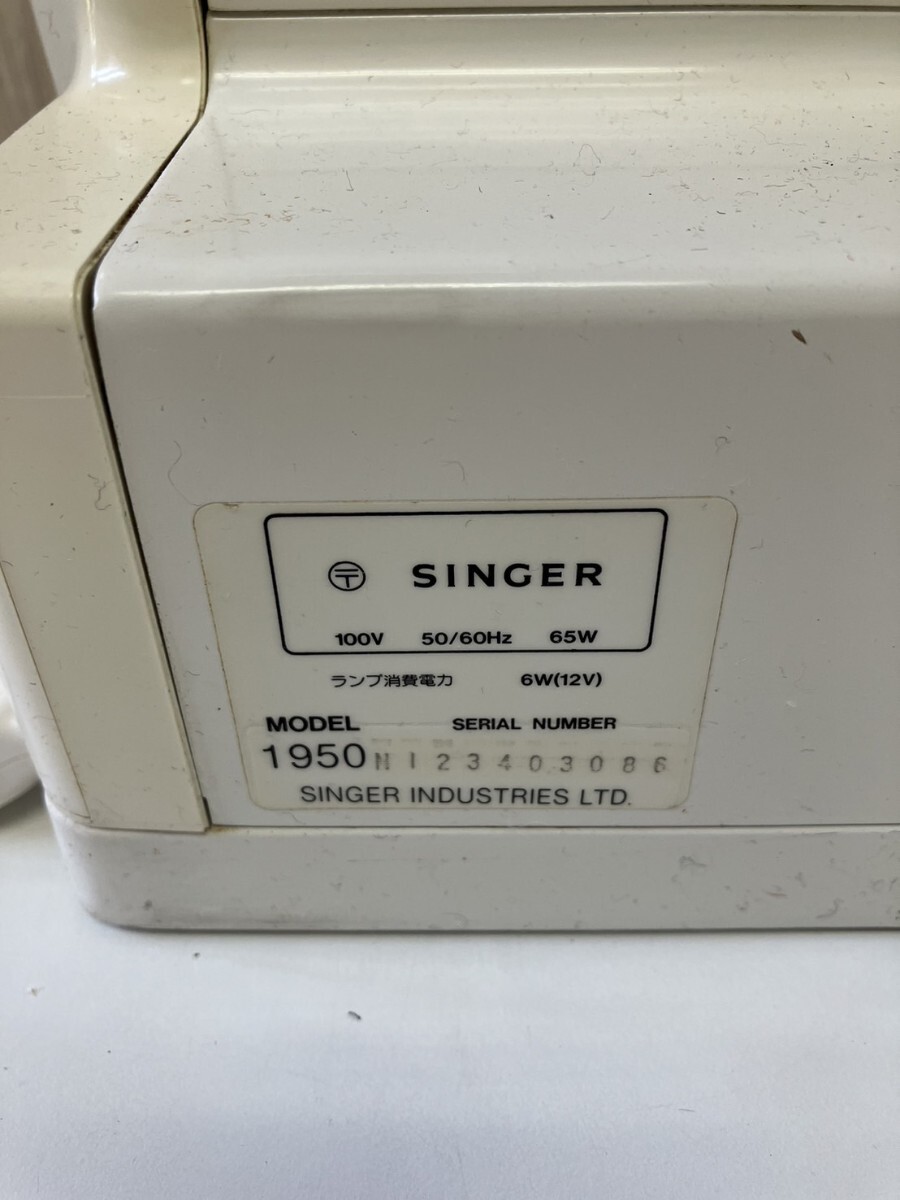 〒 SINGER
100V 50/60Hz 65W
ランプ消費電力 6W(12V)
MODEL SERIAL NUMBER
1950 N123403086
SINGER INDUSTRIES LTD.